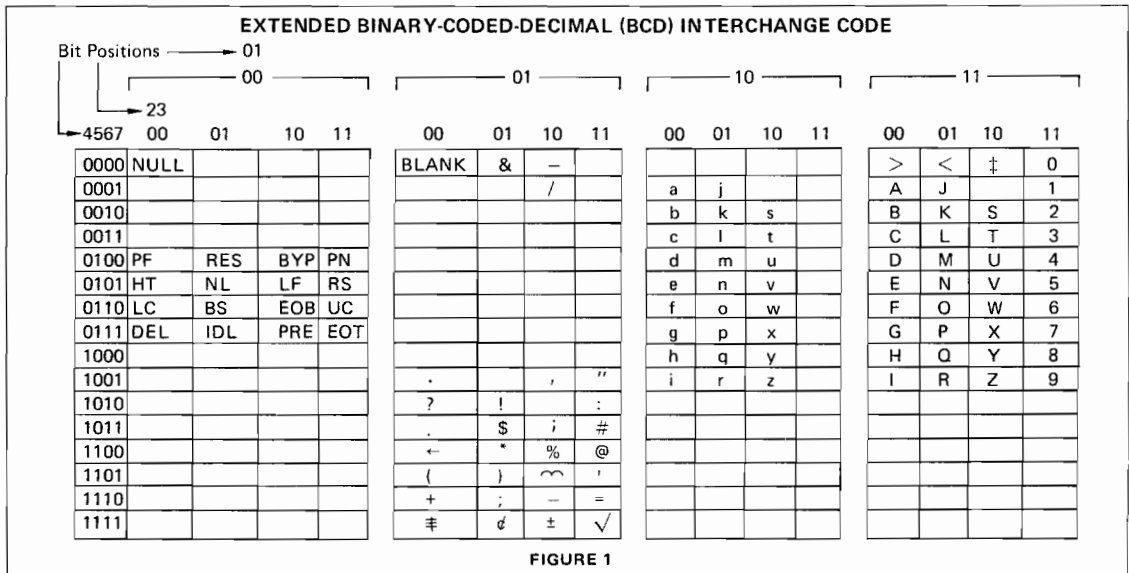 EXTENDED BINARY-CODED-DECIMAL (BCD) INTERCHANGE CODE
Bit Positions 01
00 01 10 11
23
4567 00 01 10 11 00 01 10 11 00 01 10 11 00 01 10 11
0000 NULL BLANK & – > < ‡ 0
0001 / a j A J 1
0010 b k s B K S 2
0011 c l t C L T 3
0100 PF RES BYP PN d m u D M U 4
0101 HT NL LF RS e n v E N V 5
0110 LC BS EOB UC f o w F O W 6
0111 DEL IDL PRE EOT g p x G P X 7
1000 h q y H Q Y 8
1001 . , " i r z I R Z 9
1010 ? ! :
1011 . $ ; #
1100 ← * % @
1101 ( ) '
1110 + ; – =
1111 ¢ ± √
FIGURE 1